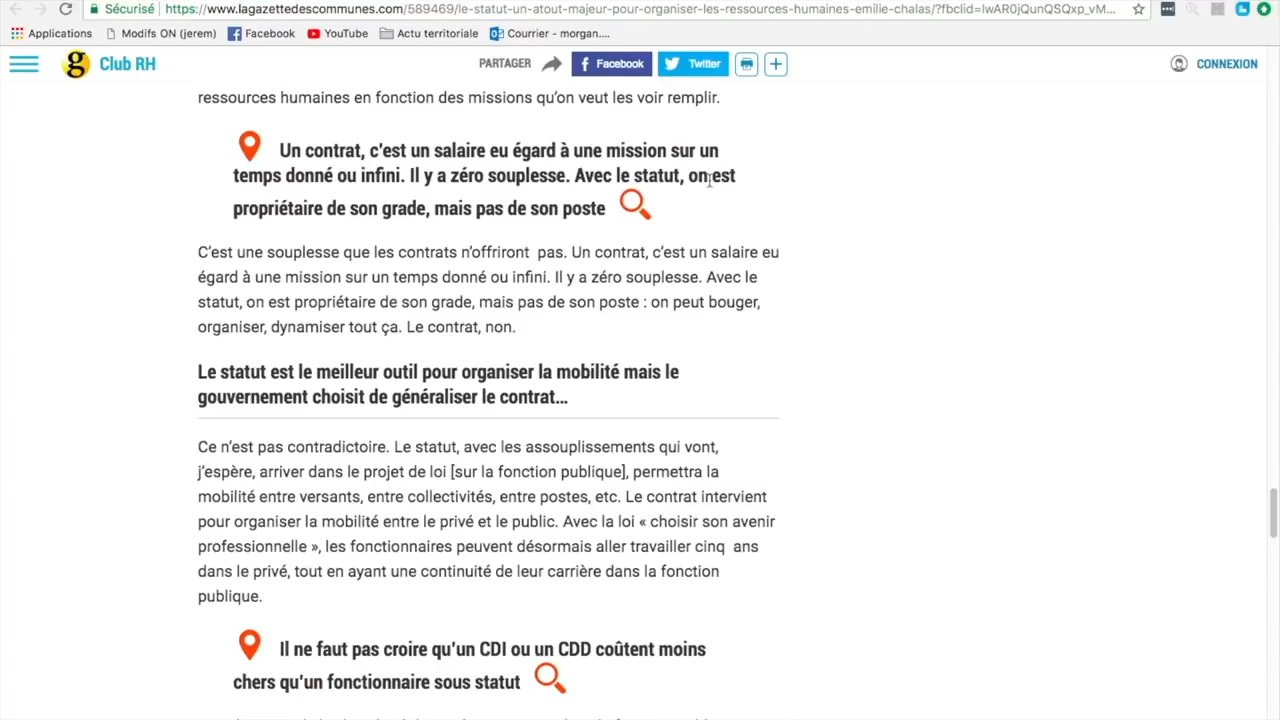 Sécurisé
https://www.lagazettedescommunes.com/589469/le-statut-un-atout-majeur-pour-organiser-les-ressources-humaines-emilie-chalas/?fbclid=IwAR0jQunQSQxp_vM...
Applications
Modifs ON (jerem)
Facebook
YouTube
Actu territoriale
Courrier - morgan....
g Club RH
PARTAGER
Facebook
Twitter
CONNEXION
ressources humaines en fonction des missions qu’on veut les voir remplir.
Un contrat, c’est un salaire eu égard à une mission sur un
temps donné ou infini. Il y a zéro souplesse. Avec le statut, on est
propriétaire de son grade, mais pas de son poste
C’est une souplesse que les contrats n’offriront pas. Un contrat, c’est un salaire eu
égard à une mission sur un temps donné ou infini. Il y a zéro souplesse. Avec le
statut, on est propriétaire de son grade, mais pas de son poste : on peut bouger,
organiser, dynamiser tout ça. Le contrat, non.
Le statut est le meilleur outil pour organiser la mobilité mais le
gouvernement choisit de généraliser le contrat…
Ce n’est pas contradictoire. Le statut, avec les assouplissements qui vont,
j’espère, arriver dans le projet de loi [sur la fonction publique], permettra la
mobilité entre versants, entre collectivités, entre postes, etc. Le contrat intervient
pour organiser la mobilité entre le privé et le public. Avec la loi « choisir son avenir
professionnelle », les fonctionnaires peuvent désormais aller travailler cinq ans
dans le privé, tout en ayant une continuité de leur carrière dans la fonction
publique.
Il ne faut pas croire qu’un CDI ou un CDD coûtent moins
chers qu’un fonctionnaire sous statut